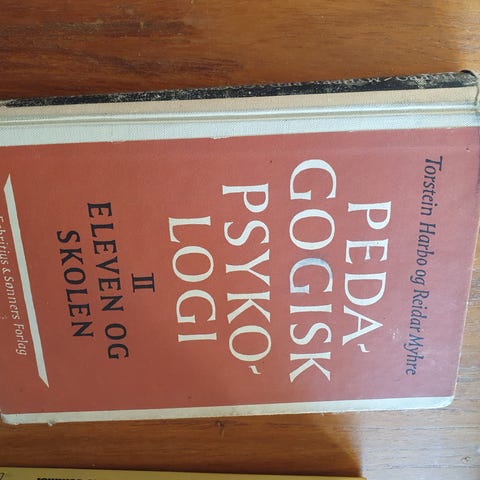 Torstein Harbo og Reidar Myhre
PEDA-
GOGISK
PSYKO-
LOGI
II
ELEVEN OG
SKOLEN
Fabritius & Sønners Forlag